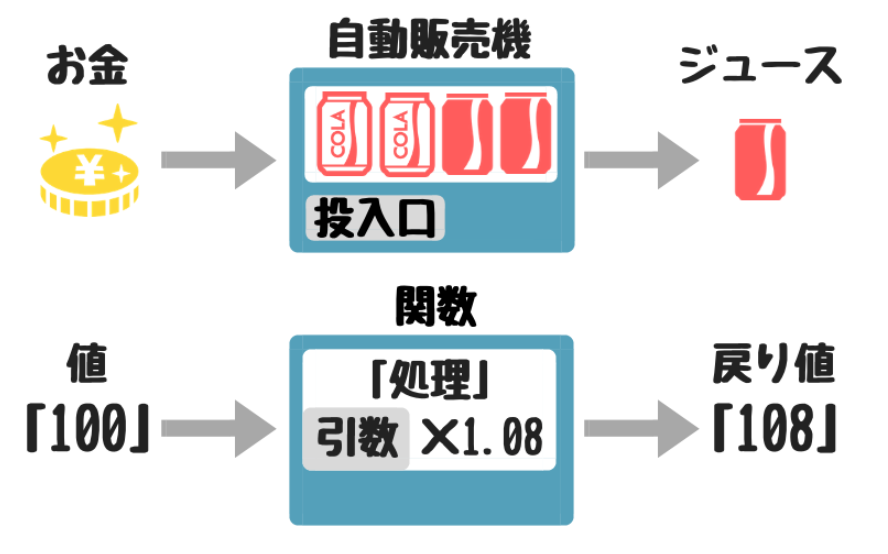 自動販売機
お金
ジュース
COLA
COLA
¥
投入口
関数
値
「100」
「処理」
引数 ×1.08
戻り値
「108」